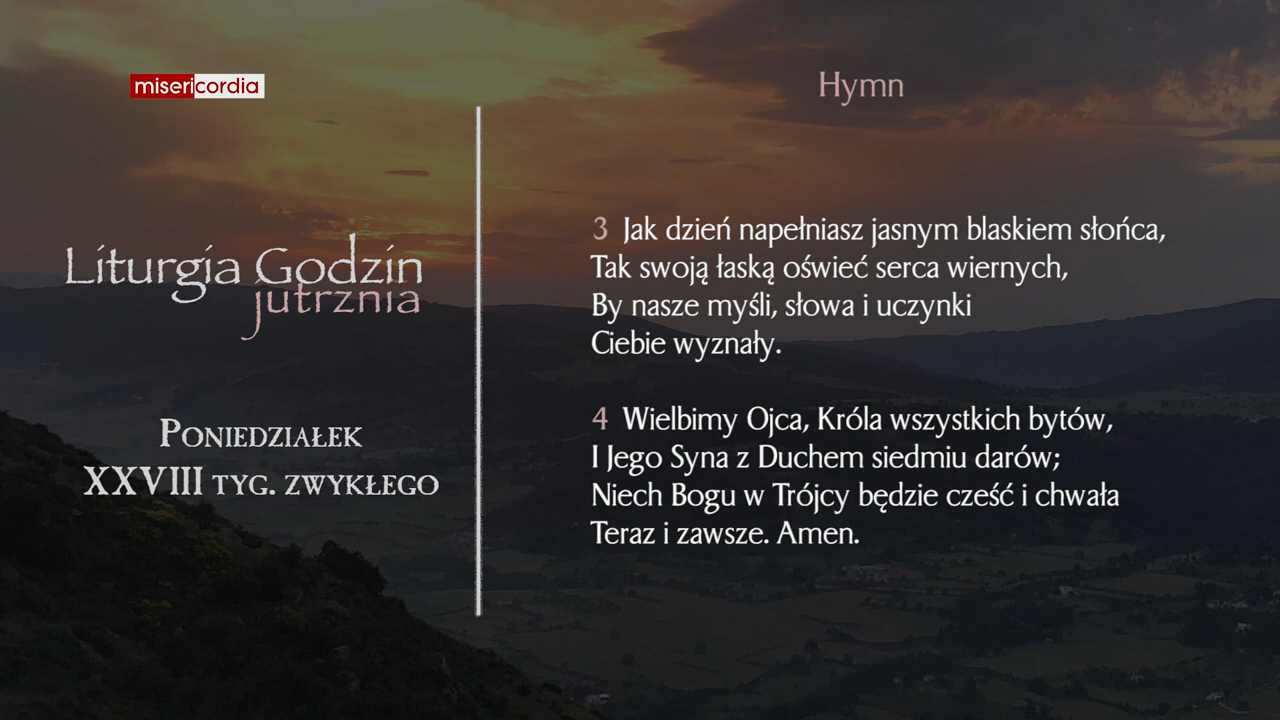 misericordia
Liturgia Godzin
jutrznia
Poniedziałek
XXVIII tyg. zwykłego
Hymn
3 Jak dzień napełniasz jasnym blaskiem słońca,
Tak swoją łaską oświeć serca wiernych,
By nasze myśli, słowa i uczynki
Ciebie wyznały.
4 Wielbimy Ojca, Króla wszystkich bytów,
I Jego Syna z Duchem siedmiu darów;
Niech Bogu w Trójcy będzie cześć i chwała
Teraz i zawsze. Amen.